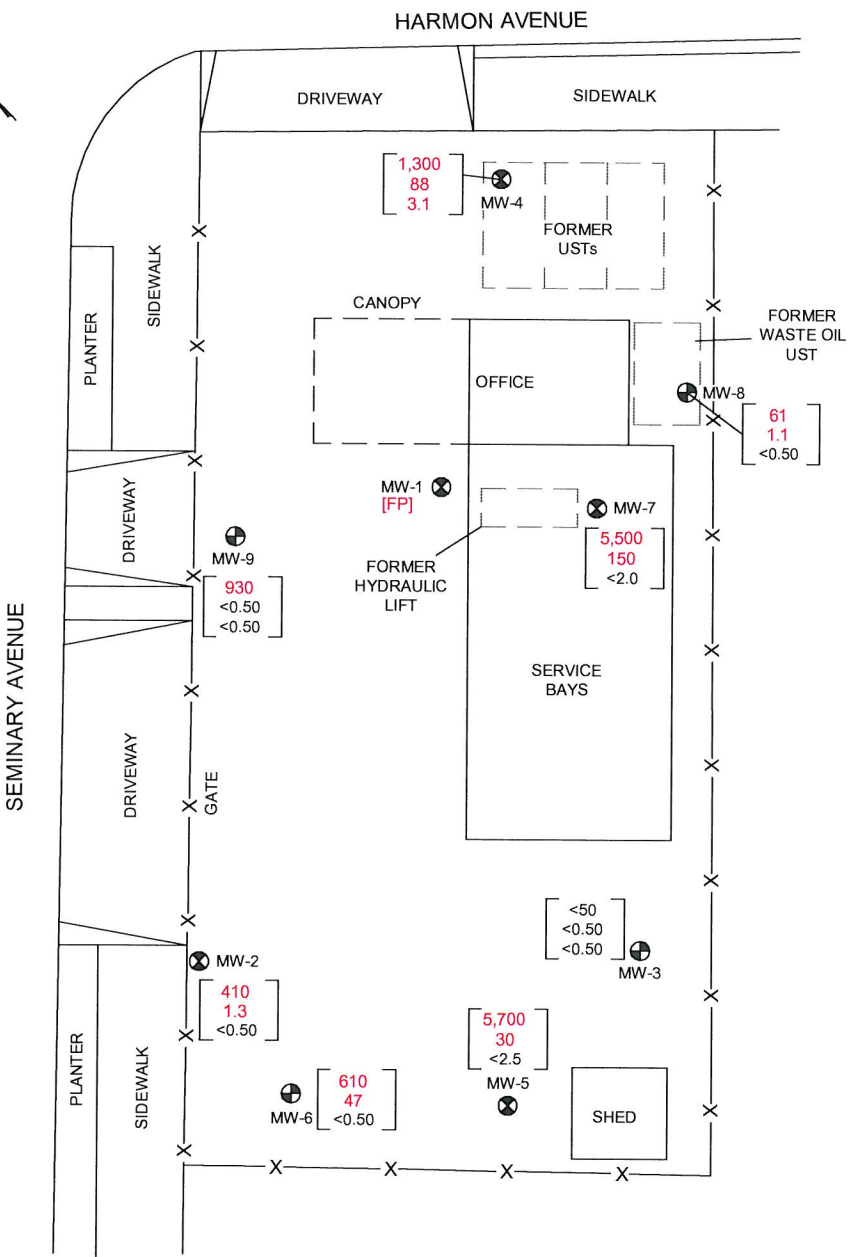 HARMON AVENUE
DRIVEWAY
SIDEWALK
1,300
88
3.1
MW-4
FORMER
USTs
SIDEWALK
PLANTER
CANOPY
OFFICE
FORMER
WASTE OIL
UST
MW-8
61
1.1
<0.50
MW-1
[FP]
MW-7
5,500
150
<2.0
FORMER
HYDRAULIC
LIFT
DRIVEWAY
MW-9
930
<0.50
<0.50
SEMINARY AVENUE
SERVICE
BAYS
DRIVEWAY
GATE
<50
<0.50
<0.50
MW-3
MW-2
410
1.3
<0.50
5,700
30
<2.5
MW-5
610
47
<0.50
MW-6
PLANTER
SIDEWALK
SHED